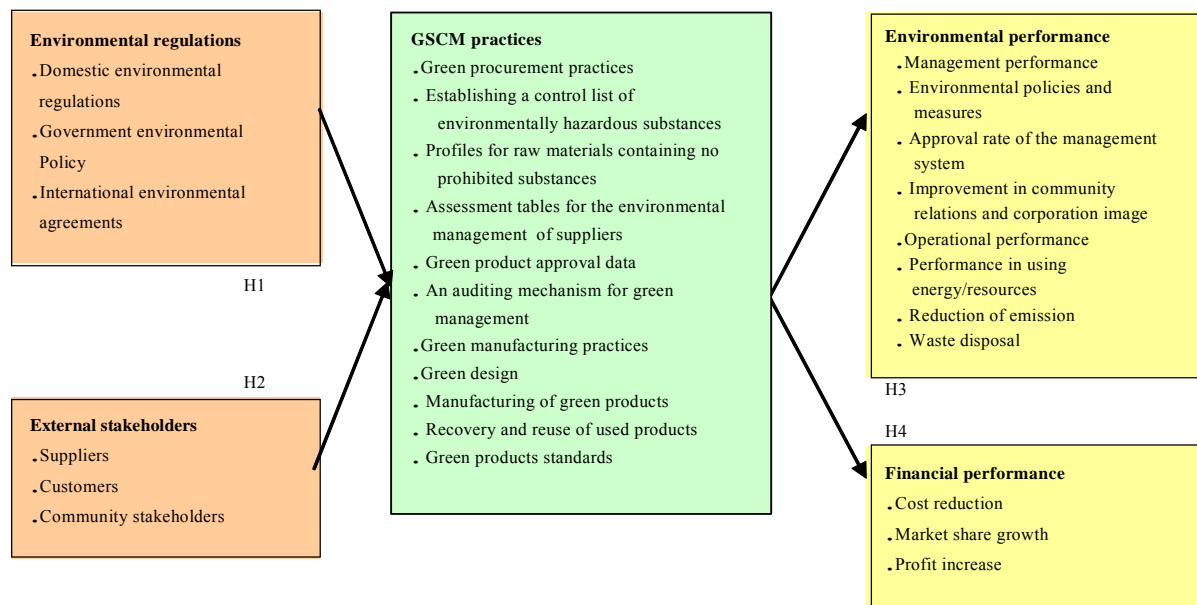 Environmental regulations
.Domestic environmental
regulations
.Government environmental
Policy
.International environmental
agreements
H1
H2
External stakeholders
.Suppliers
.Customers
.Community stakeholders
GSCM practices
.Green procurement practices
. Establishing a control list of
environmentally hazardous substances
. Profiles for raw materials containing no
prohibited substances
. Assessment tables for the environmental
management of suppliers
. Green product approval data
. An auditing mechanism for green
management
.Green manufacturing practices
.Green design
. Manufacturing of green products
. Recovery and reuse of used products
. Green products standards
Environmental performance
.Management performance
. Environmental policies and
measures
. Approval rate of the management
system
. Improvement in community
relations and corporation image
.Operational performance
. Performance in using
energy/resources
. Reduction of emission
. Waste disposal
H3
H4
Financial performance
.Cost reduction
.Market share growth
.Profit increase